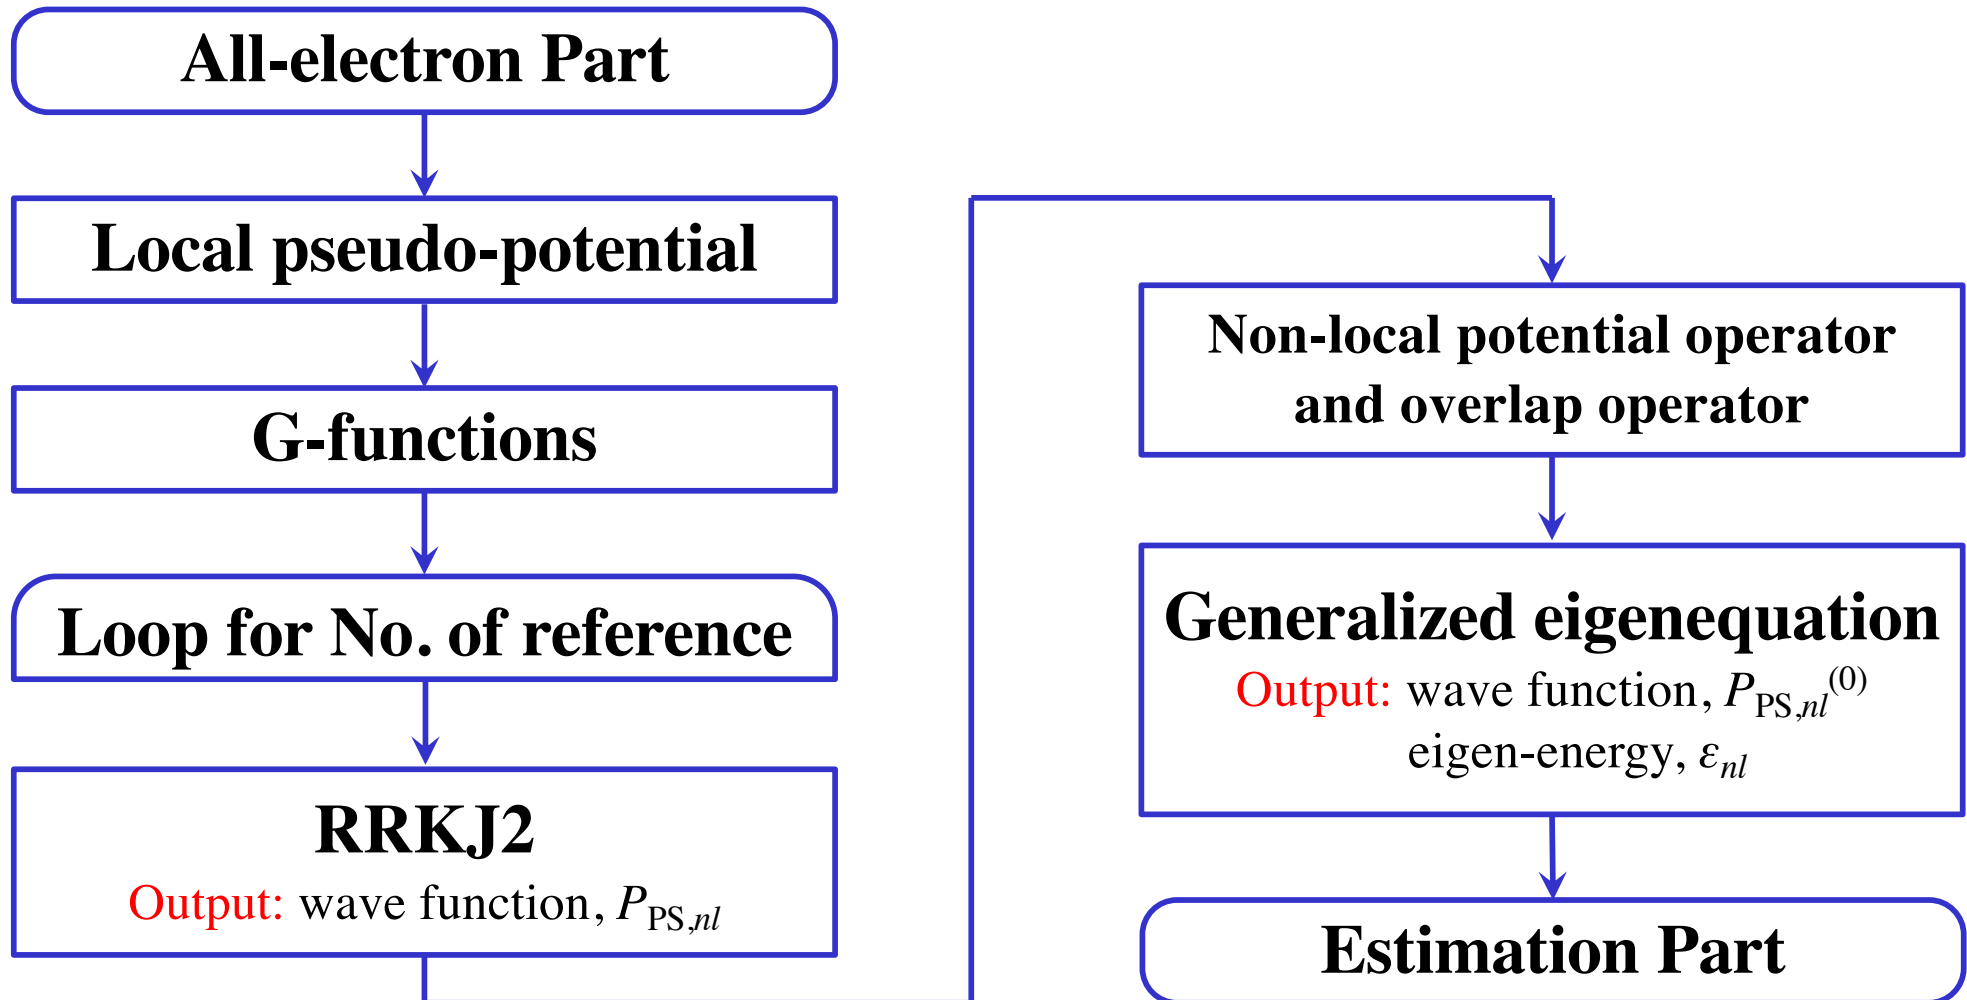 All-electron Part
Local pseudo-potential
G-functions
Loop for No. of reference
RRKJ2
Output: wave function, P_PS,nl
Non-local potential operator
and overlap operator
Generalized eigenequation
Output: wave function, P_PS,nl^(0)
eigen-energy, ε_nl
Estimation Part